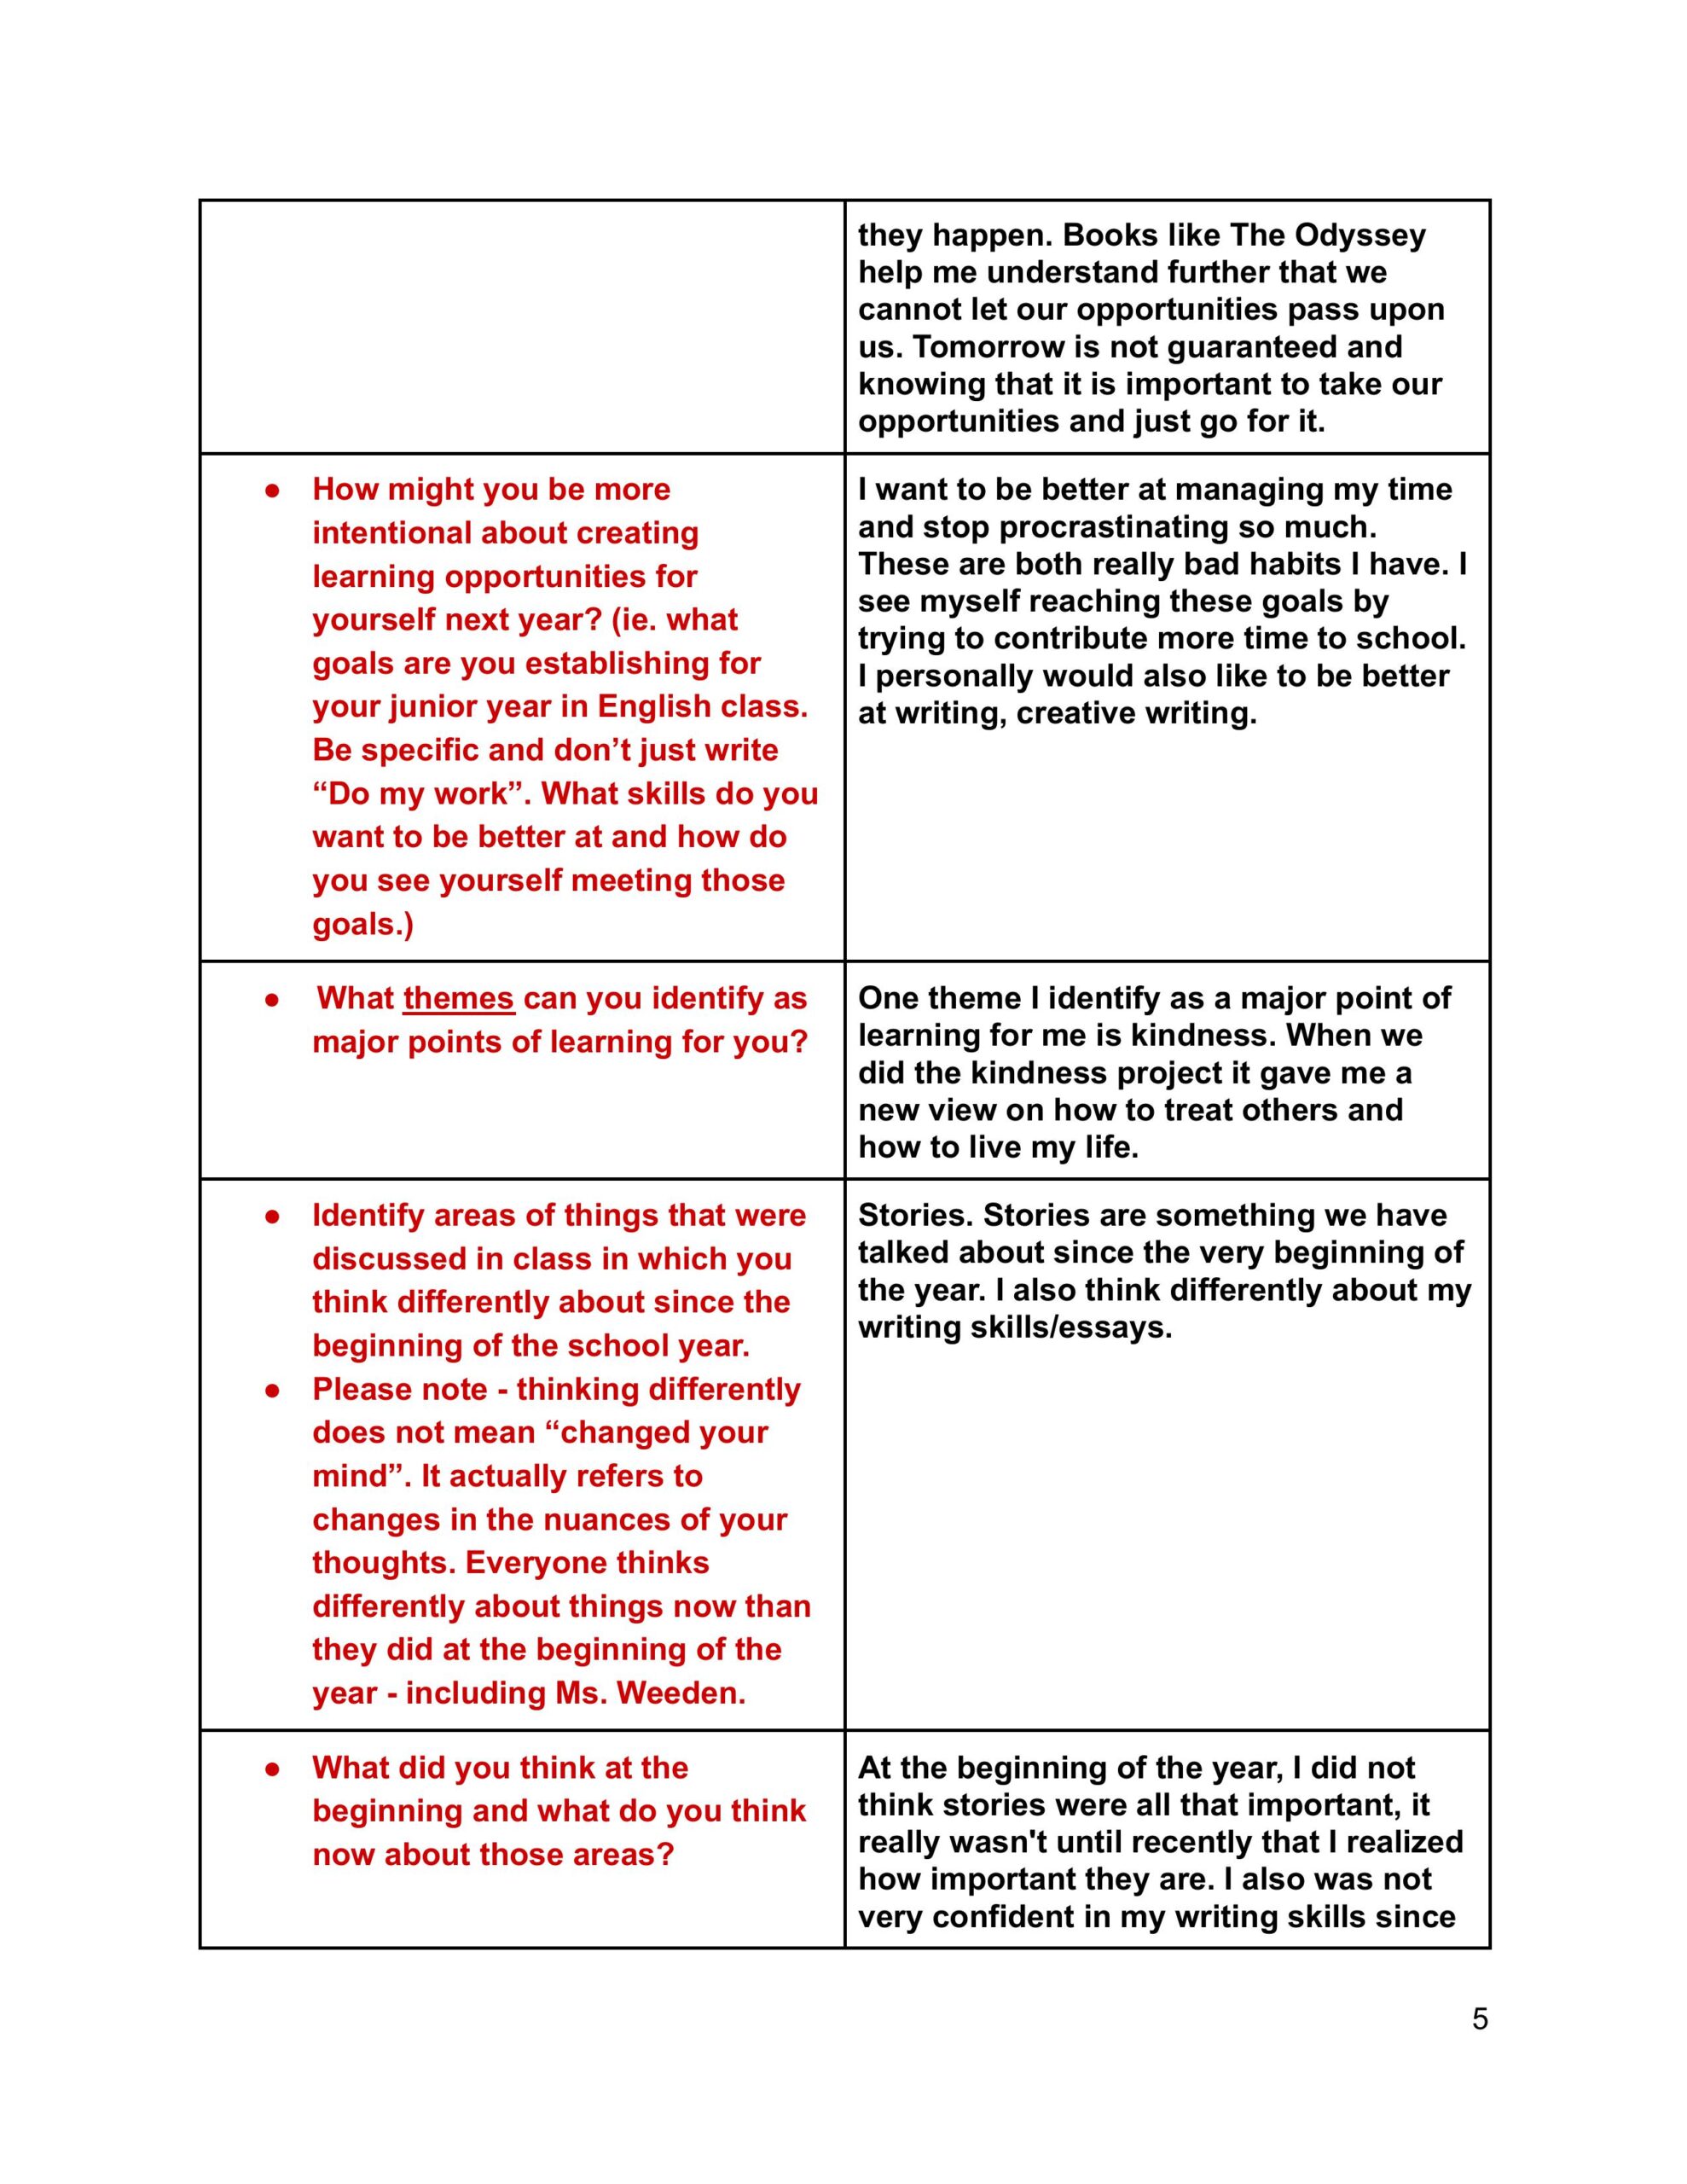 they happen. Books like The Odyssey
help me understand further that we
cannot let our opportunities pass upon
us. Tomorrow is not guaranteed and
knowing that it is important to take our
opportunities and just go for it.
● How might you be more
intentional about creating
learning opportunities for
yourself next year? (ie. what
goals are you establishing for
your junior year in English class.
Be specific and don’t just write
“Do my work”. What skills do you
want to be better at and how do
you see yourself meeting those
goals.)
I want to be better at managing my time
and stop procrastinating so much.
These are both really bad habits I have. I
see myself reaching these goals by
trying to contribute more time to school.
I personally would also like to be better
at writing, creative writing.
● What themes can you identify as
major points of learning for you?
One theme I identify as a major point of
learning for me is kindness. When we
did the kindness project it gave me a
new view on how to treat others and
how to live my life.
● Identify areas of things that were
discussed in class in which you
think differently about since the
beginning of the school year.
● Please note - thinking differently
does not mean “changed your
mind”. It actually refers to
changes in the nuances of your
thoughts. Everyone thinks
differently about things now than
they did at the beginning of the
year - including Ms. Weeden.
Stories. Stories are something we have
talked about since the very beginning of
the year. I also think differently about my
writing skills/essays.
● What did you think at the
beginning and what do you think
now about those areas?
At the beginning of the year, I did not
think stories were all that important, it
really wasn't until recently that I realized
how important they are. I also was not
very confident in my writing skills since
5